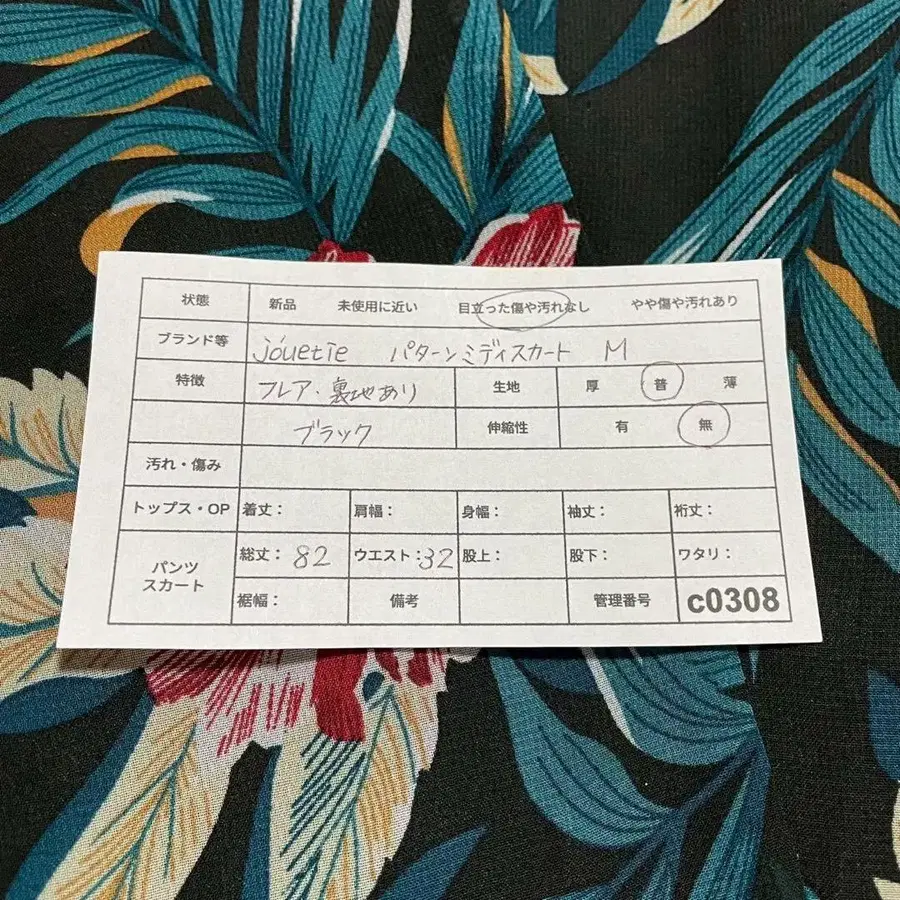 状態 新品 未使用に近い 目立った傷や汚れなし やや傷や汚れあり
ブランド等 jouetie パターンミディスカート M
特徴 フレア・裏地あり 生地 厚 普 薄
ブラック 伸縮性 有 無
汚れ・傷み
トップス・OP 着丈： 肩幅： 身幅： 袖丈： 裄丈：
パンツ スカート 総丈：82 ウエスト：32 股上： 股下： ワタリ：
裾幅： 備考 管理番号 c0308